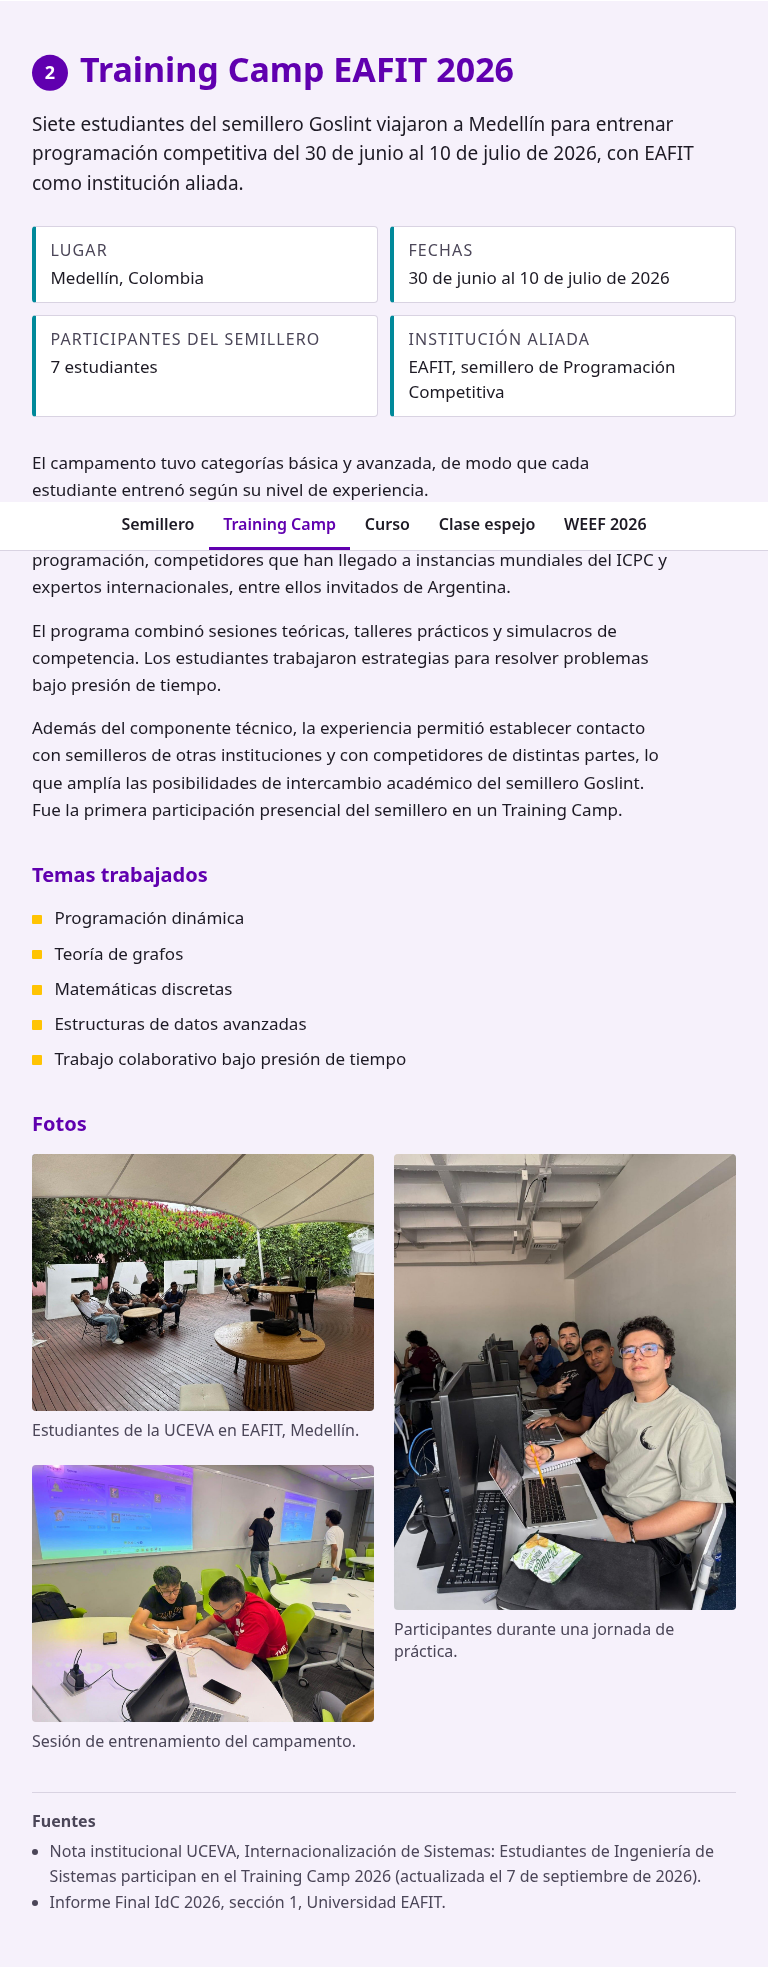 2 Training Camp EAFIT 2026
Siete estudiantes del semillero Goslint viajaron a Medellín para entrenar
programación competitiva del 30 de junio al 10 de julio de 2026, con EAFIT
como institución aliada.
LUGAR
Medellín, Colombia
FECHAS
30 de junio al 10 de julio de 2026
PARTICIPANTES DEL SEMILLERO
7 estudiantes
INSTITUCIÓN ALIADA
EAFIT, semillero de Programación
Competitiva
El campamento tuvo categorías básica y avanzada, de modo que cada
estudiante entrenó según su nivel de experiencia.
Semillero Training Camp Curso Clase espejo WEEF 2026
programación, competidores que han llegado a instancias mundiales del ICPC y
expertos internacionales, entre ellos invitados de Argentina.
El programa combinó sesiones teóricas, talleres prácticos y simulacros de
competencia. Los estudiantes trabajaron estrategias para resolver problemas
bajo presión de tiempo.
Además del componente técnico, la experiencia permitió establecer contacto
con semilleros de otras instituciones y con competidores de distintas partes, lo
que amplía las posibilidades de intercambio académico del semillero Goslint.
Fue la primera participación presencial del semillero en un Training Camp.
Temas trabajados
Programación dinámica
Teoría de grafos
Matemáticas discretas
Estructuras de datos avanzadas
Trabajo colaborativo bajo presión de tiempo
Fotos
EAFIT
Estudiantes de la UCEVA en EAFIT, Medellín.
Sesión de entrenamiento del campamento.
Participantes durante una jornada de
práctica.
Fuentes
Nota institucional UCEVA, Internacionalización de Sistemas: Estudiantes de Ingeniería de
Sistemas participan en el Training Camp 2026 (actualizada el 7 de septiembre de 2026).
Informe Final IdC 2026, sección 1, Universidad EAFIT.